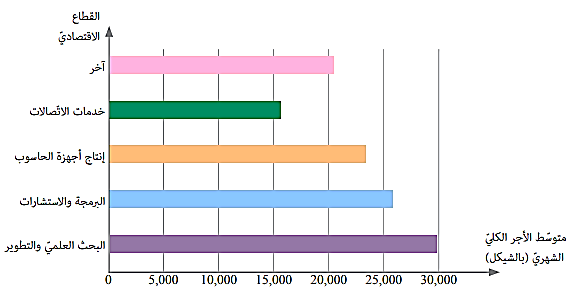 القطاع
الاقتصاديّ
آخر
خدمات الاتّصالات
إنتاج أجهزة الحاسوب
البرمجة والاستشارات
البحث العلميّ والتطوير
متوسّط الأجر الكليّ
الشهريّ (بالشيكل)
0 5,000 10,000 15,000 20,000 25,000 30,000